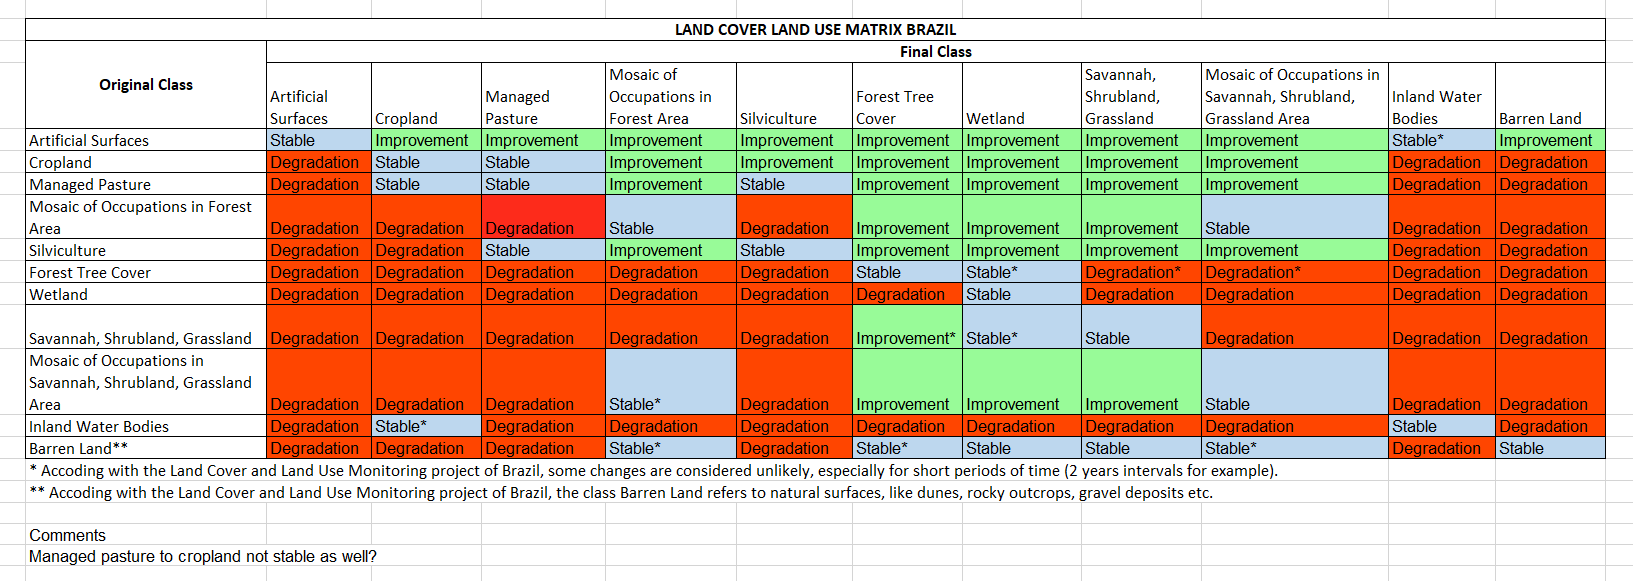 LAND COVER LAND USE MATRIX BRAZIL
Original Class
Final Class
Artificial Surfaces
Cropland
Managed Pasture
Mosaic of Occupations in Forest Area
Silviculture
Forest Tree Cover
Wetland
Savannah, Shrubland, Grassland
Mosaic of Occupations in Savannah, Shrubland, Grassland Area
Inland Water Bodies
Barren Land
Artificial Surfaces Stable Improvement Improvement Improvement Improvement Improvement Improvement Improvement Improvement Stable* Improvement
Cropland Degradation Stable Stable Improvement Improvement Improvement Improvement Improvement Improvement Degradation Degradation
Managed Pasture Degradation Stable Stable Improvement Stable Improvement Improvement Improvement Improvement Degradation Degradation
Mosaic of Occupations in Forest
Area Degradation Degradation Degradation Stable Degradation Improvement Improvement Improvement Stable Degradation Degradation
Silviculture Degradation Degradation Stable Improvement Stable Improvement Improvement Improvement Improvement Degradation Degradation
Forest Tree Cover Degradation Degradation Degradation Degradation Degradation Stable Stable* Degradation* Degradation* Degradation Degradation
Wetland Degradation Degradation Degradation Degradation Degradation Degradation Stable Degradation Degradation Degradation Degradation
Savannah, Shrubland, Grassland Degradation Degradation Degradation Degradation Degradation Improvement* Stable* Stable Degradation Degradation Degradation
Mosaic of Occupations in
Savannah, Shrubland, Grassland
Area Degradation Degradation Degradation Stable* Degradation Improvement Improvement Improvement Stable Degradation Degradation
Inland Water Bodies Degradation Stable* Degradation Degradation Degradation Degradation Degradation Degradation Degradation Stable Degradation
Barren Land** Degradation Degradation Degradation Stable* Degradation Stable* Stable Stable Stable* Degradation Stable
* Accoding with the Land Cover and Land Use Monitoring project of Brazil, some changes are considered unlikely, especially for short periods of time (2 years intervals for example).
** Accoding with the Land Cover and Land Use Monitoring project of Brazil, the class Barren Land refers to natural surfaces, like dunes, rocky outcrops, gravel deposits etc.
Comments
Managed pasture to cropland not stable as well?